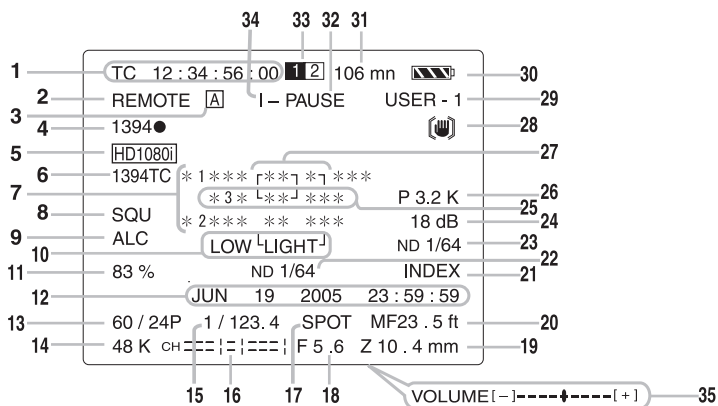 34 33 32 31
1 TC 12 : 34 : 56 : 00 1 2 106 mn 30
2 REMOTE A I – PAUSE USER - 1 29
3
4 1394● 28
5 HD1080i 27
6 1394TC ＊1＊＊＊ ＊＊ ＊ ＊＊＊
7 ＊3＊ ＊＊ ＊＊＊ P 3.2 K 26
25
8 SQU ＊2＊＊＊ ＊＊ ＊＊＊ 18 dB 24
9 ALC ND 1/64 23
10 LOW LIGHT
22
11 83 % ND 1/64 INDEX 21
12 JUN 19 2005 23 : 59 : 59
13 60 / 24P 1 / 123. 4 SPOT MF23 . 5 ft 20
14 48 K CH F 5 .6 Z 10 . 4 mm 19
15 16 17 18
VOLUME [ – ] - - - - - - - - - [ + ] 35